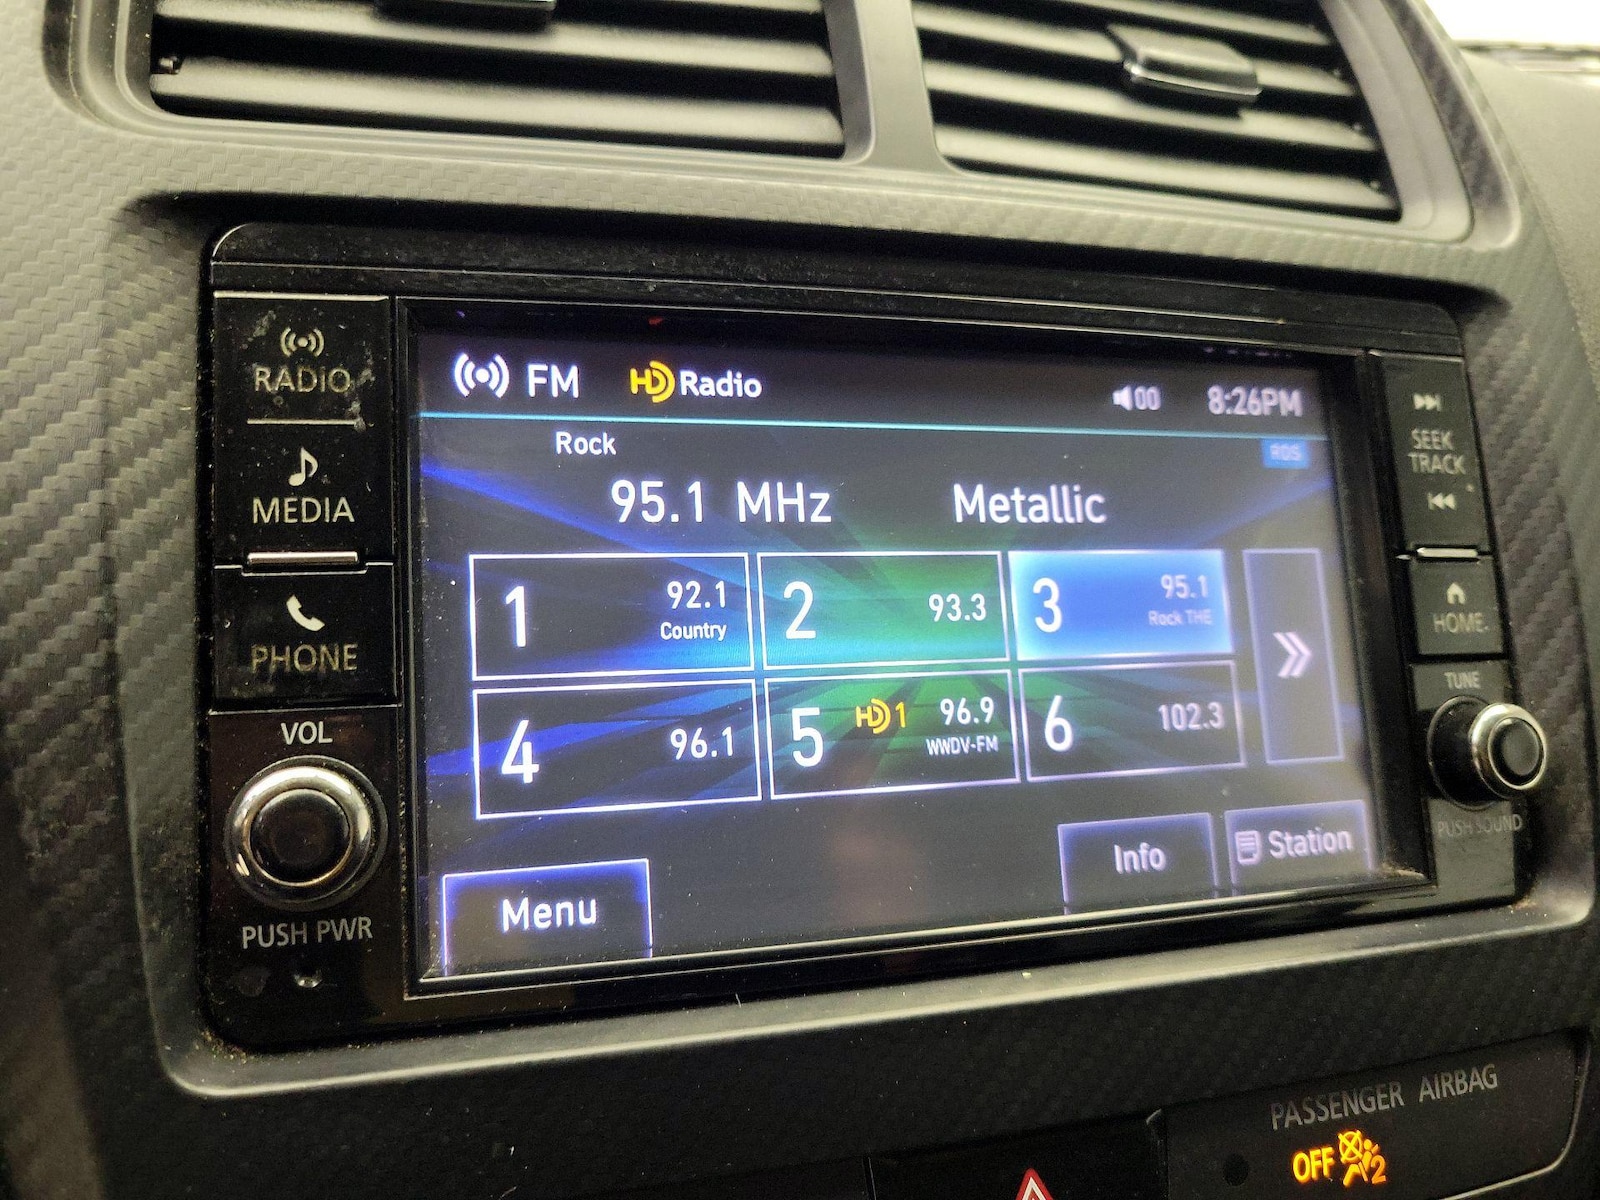 RADIO
MEDIA
PHONE
VOL
PUSH PWR
FM HD Radio 00 8:26PM
Rock RDS
95.1 MHz Metallic
1 92.1 Country
2 93.3
3 95.1 Rock THE
4 96.1
5 HD1 96.9 WWDV-FM
6 102.3
Menu Info Station
SEEK
TRACK
HOME
TUNE
PUSH SOUND
PASSENGER AIRBAG
OFF 2